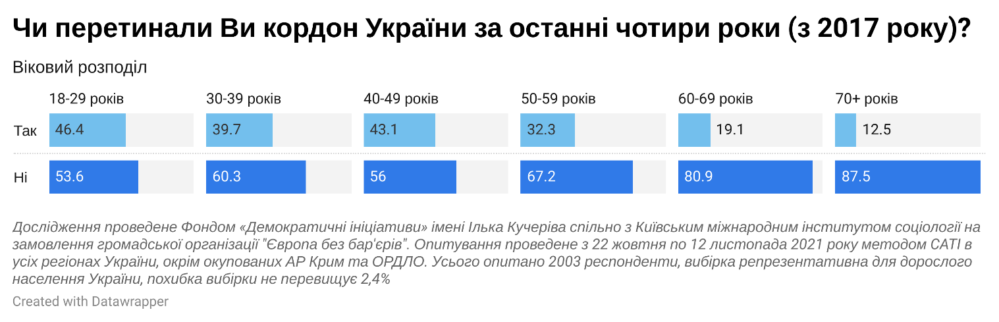 Чи перетинали Ви кордон України за останні чотири роки (з 2017 року)?
Віковий розподіл
18-29 років 30-39 років 40-49 років 50-59 років 60-69 років 70+ років
Так 46.4 39.7 43.1 32.3 19.1 12.5
Ні 53.6 60.3 56 67.2 80.9 87.5
Дослідження проведене Фондом «Демократичні ініціативи» імені Ілька Кучеріва спільно з Київським міжнародним інститутом соціології на
замовлення громадської організації "Європа без бар'єрів". Опитування проведене з 22 жовтня по 12 листопада 2021 року методом САТІ в
усіх регіонах України, окрім окупованих АР Крим та ОРДЛО. Усього опитано 2003 респонденти, вибірка репрезентативна для дорослого
населення України, похибка вибірки не перевищує 2,4%
Created with Datawrapper